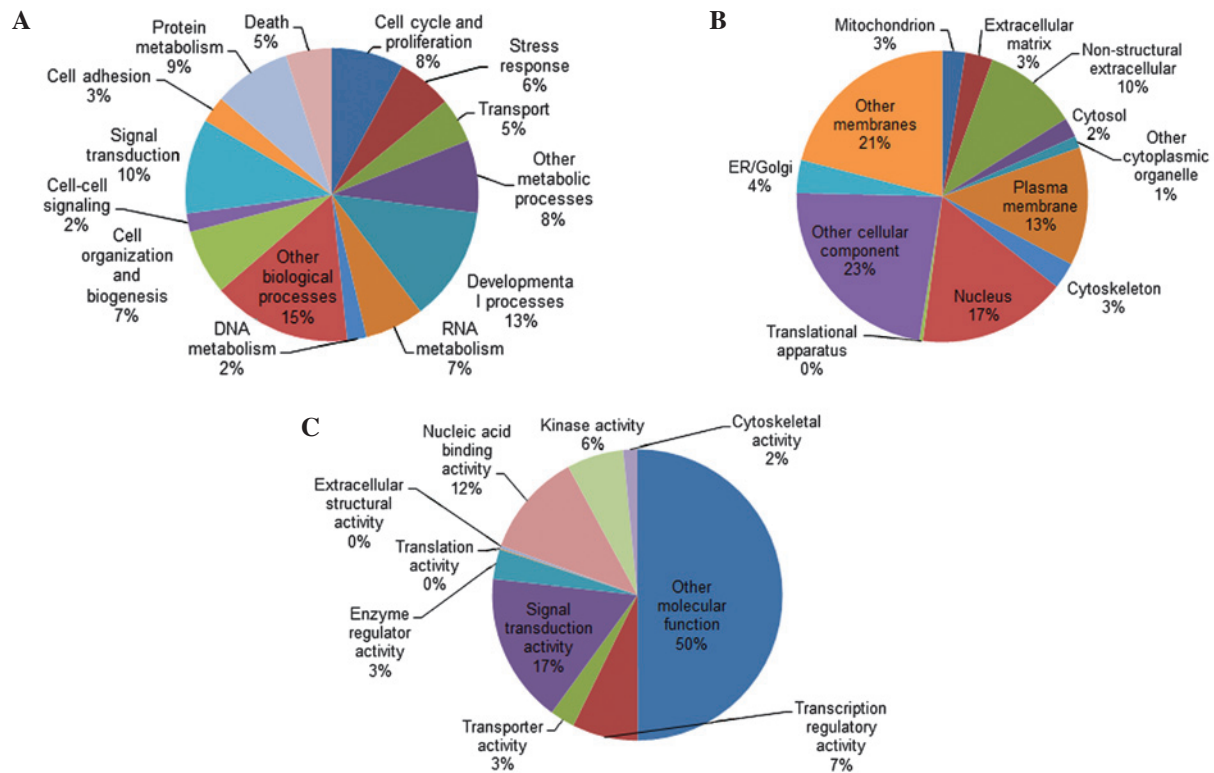 A
Death
5%
Cell cycle and
proliferation
8%
Stress
response
6%
Transport
5%
Other
metabolic
processes
8%
Developmenta
l processes
13%
RNA
metabolism
7%
DNA
metabolism
2%
Other
biological
processes
15%
Cell
organization
and
biogenesis
7%
Cell-cell
signaling
2%
Signal
transduction
10%
Cell adhesion
3%
Protein
metabolism
9%
B
Mitochondrion
3%
Extracellular
matrix
3%
Non-structural
extracellular
10%
Cytosol
2%
Other
cytoplasmic
organelle
1%
Plasma
membrane
13%
Cytoskeleton
3%
Nucleus
17%
Translational
apparatus
0%
Other cellular
component
23%
ER/Golgi
4%
Other
membranes
21%
C
Kinase activity
6%
Cytoskeletal
activity
2%
Other
molecular
function
50%
Transcription
regulatory
activity
7%
Transporter
activity
3%
Signal
transduction
activity
17%
Enzyme
regulator
activity
3%
Translation
activity
0%
Extracellular
structural
activity
0%
Nucleic acid
binding
activity
12%